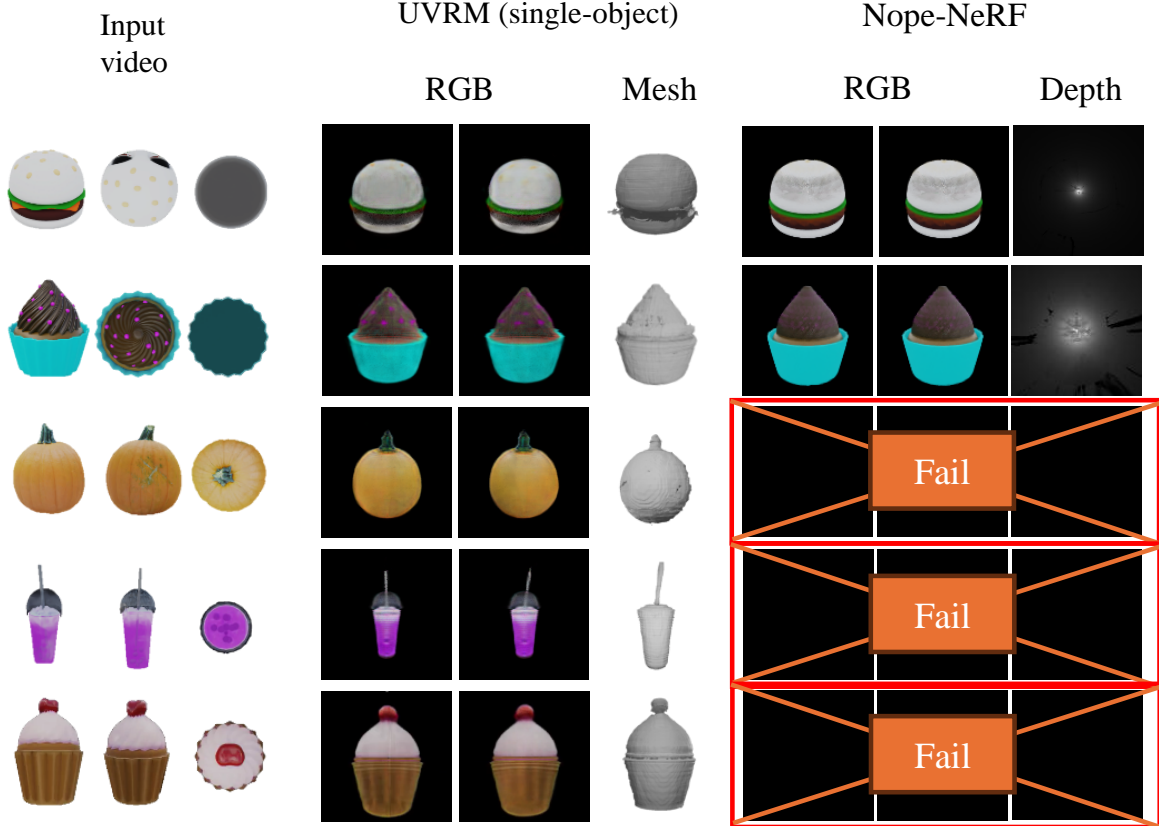 Input
video
UVRM (single-object)
Nope-NeRF
RGB
Mesh
RGB
Depth
Fail
Fail
Fail